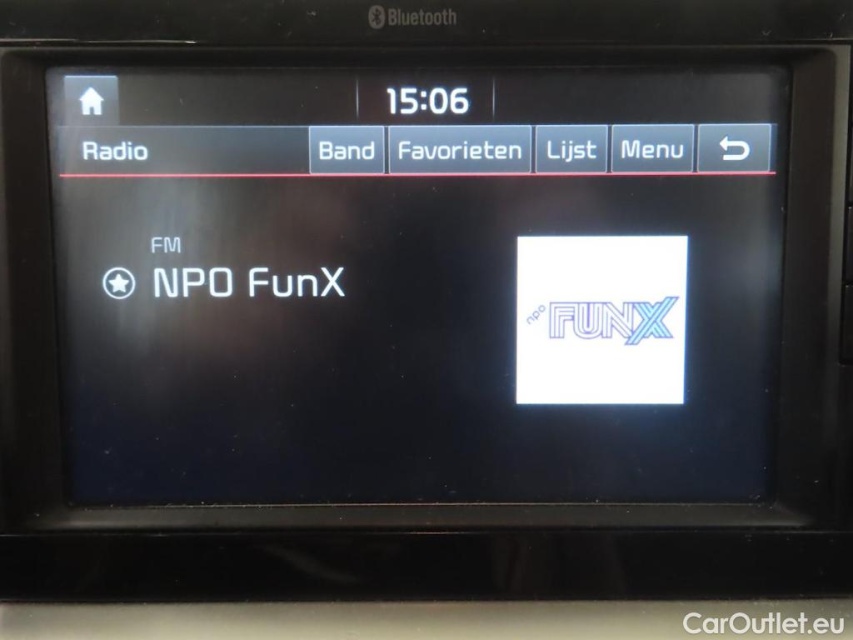 Bluetooth
15:06
Radio Band Favorieten Lijst Menu
FM
NPO FunX
npo FUNX
CarOutlet.eu